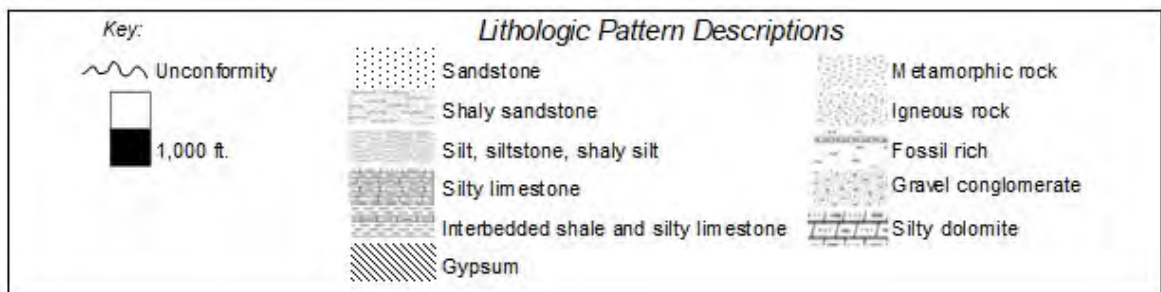 Key:
Unconformity
1,000 ft.
Lithologic Pattern Descriptions
Sandstone
Shaly sandstone
Silt, siltstone, shaly silt
Silty limestone
Interbedded shale and silty limestone
Gypsum
Metamorphic rock
Igneous rock
Fossil rich
Gravel conglomerate
Silty dolomite